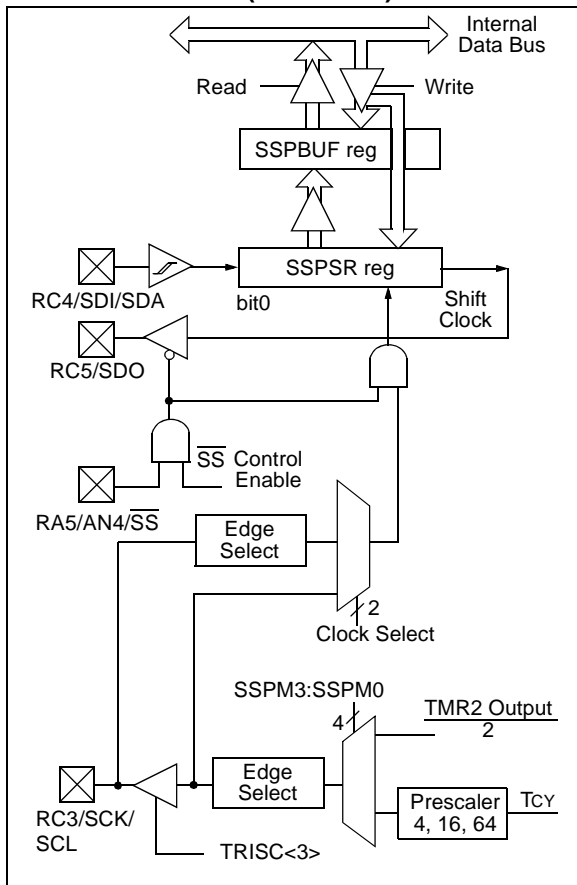 Internal
Data Bus
Read
Write
SSPBUF reg
SSPSR reg
RC4/SDI/SDA
bit0
Shift
Clock
RC5/SDO
SS Control
Enable
RA5/AN4/SS
Edge
Select
2
Clock Select
SSPM3:SSPM0
4
TMR2 Output
2
Edge
Select
Prescaler
4, 16, 64
TCY
RC3/SCK/
SCL
TRISC<3>